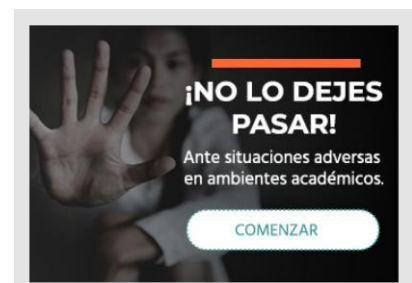 ¡NO LO DEJES
PASAR!
Ante situaciones adversas
en ambientes académicos.
COMENZAR